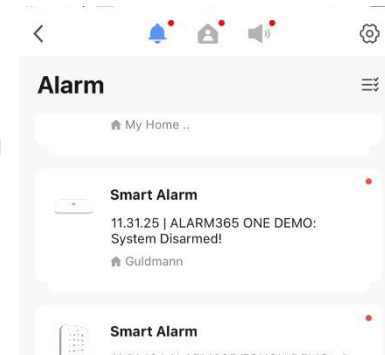 Alarm
My Home ..
Smart Alarm
11.31.25 | ALARM365 ONE DEMO:
System Disarmed!
Guldmann
Smart Alarm